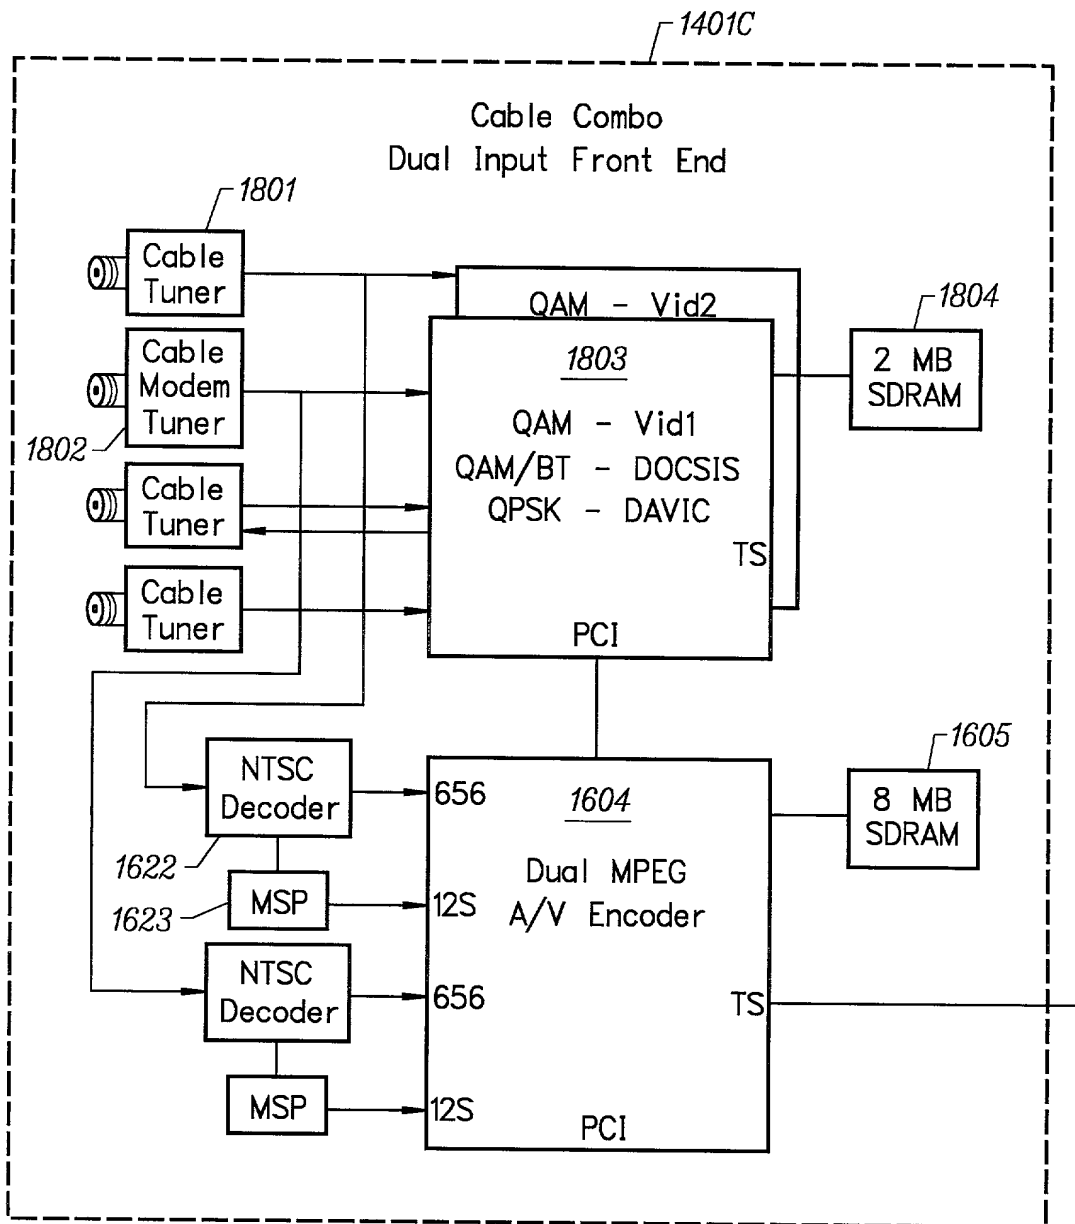 1401C
Cable Combo
Dual Input Front End
1801
Cable
Tuner
QAM – Vid2
1804
2 MB
SDRAM
Cable
Modem
Tuner
1802
1803
QAM – Vid1
QAM/BT – DOCSIS
QPSK – DAVIC
TS
PCI
Cable
Tuner
Cable
Tuner
NTSC
Decoder
1622
656
1604
Dual MPEG
A/V Encoder
1605
8 MB
SDRAM
MSP
1623
12S
NTSC
Decoder
656
TS
MSP
12S
PCI